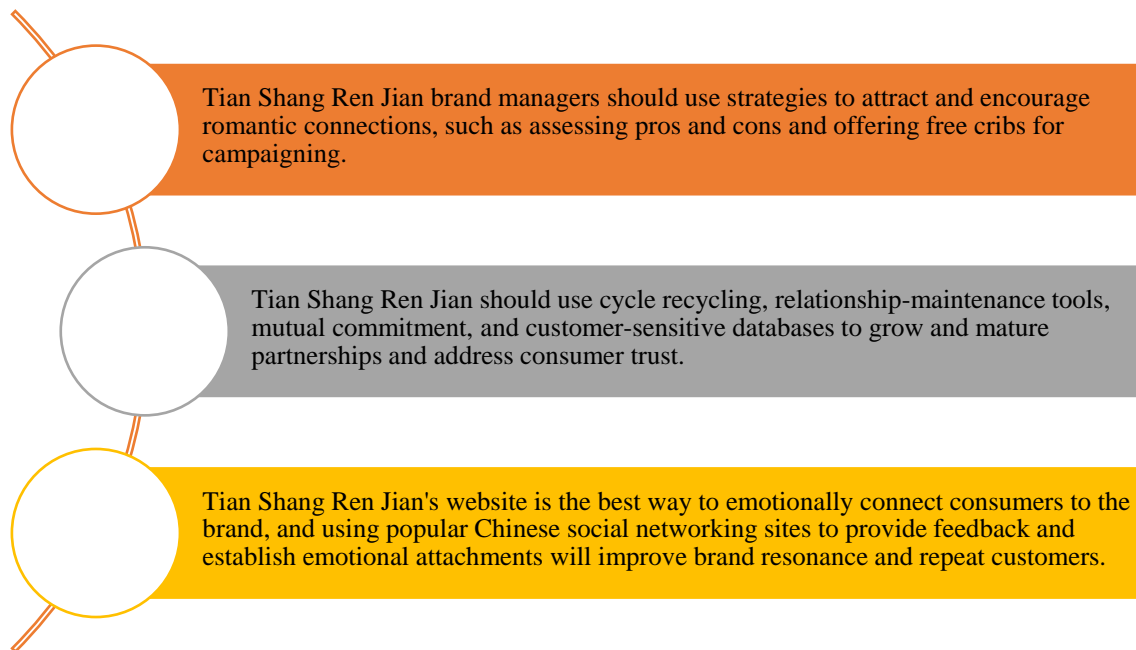 Tian Shang Ren Jian brand managers should use strategies to attract and encourage
romantic connections, such as assessing pros and cons and offering free cribs for
campaigning.
Tian Shang Ren Jian should use cycle recycling, relationship-maintenance tools,
mutual commitment, and customer-sensitive databases to grow and mature
partnerships and address consumer trust.
Tian Shang Ren Jian's website is the best way to emotionally connect consumers to the
brand, and using popular Chinese social networking sites to provide feedback and
establish emotional attachments will improve brand resonance and repeat customers.